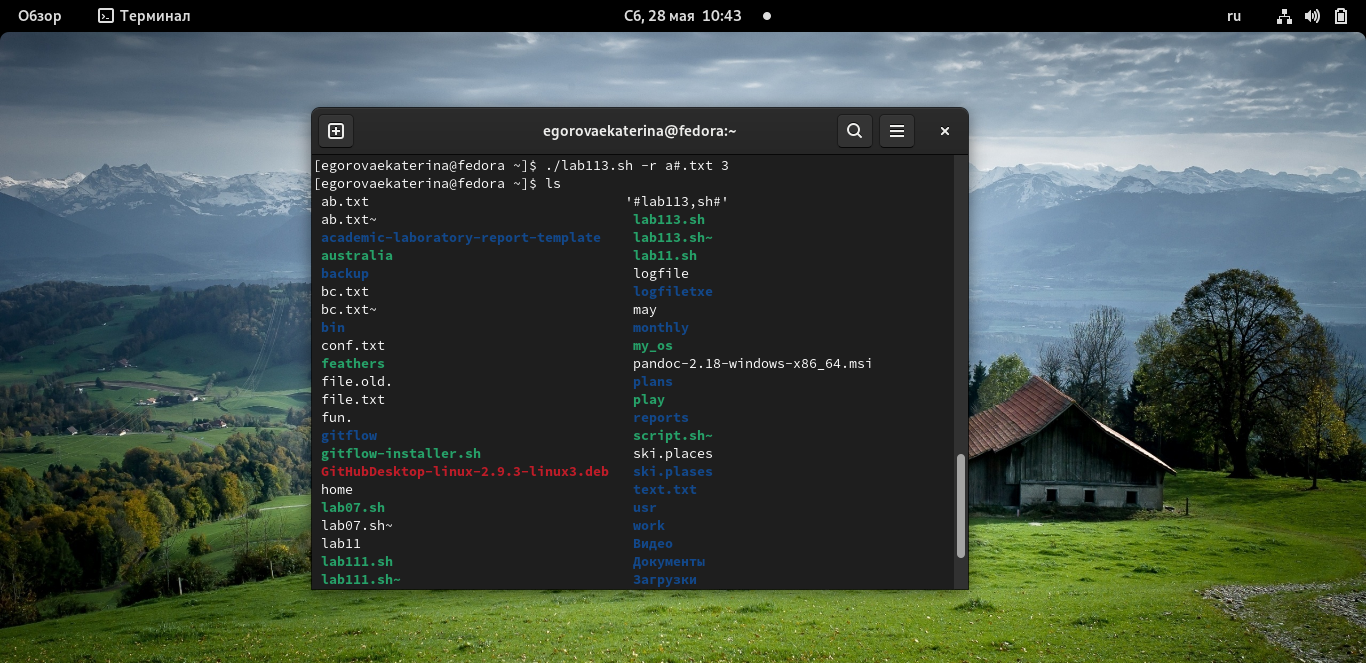 Обзор Терминал Сб, 28 мая 10:43 ru
egorovaekaterina@fedora:~
[egorovaekaterina@fedora ~]$ ./lab113.sh -r a#.txt 3
[egorovaekaterina@fedora ~]$ ls
ab.txt '#lab113,sh#'
ab.txt~ lab113.sh
academic-laboratory-report-template lab113.sh~
australia lab11.sh
backup logfile
bc.txt logfiletxe
bc.txt~ may
bin monthly
conf.txt my_os
feathers pandoc-2.18-windows-x86_64.msi
file.old. plans
file.txt play
fun. reports
gitflow script.sh~
gitflow-installer.sh ski.places
GitHubDesktop-linux-2.9.3-linux3.deb ski.plases
home text.txt
lab07.sh usr
lab07.sh~ work
lab11 Видео
lab111.sh Документы
lab111.sh~ Загрузки